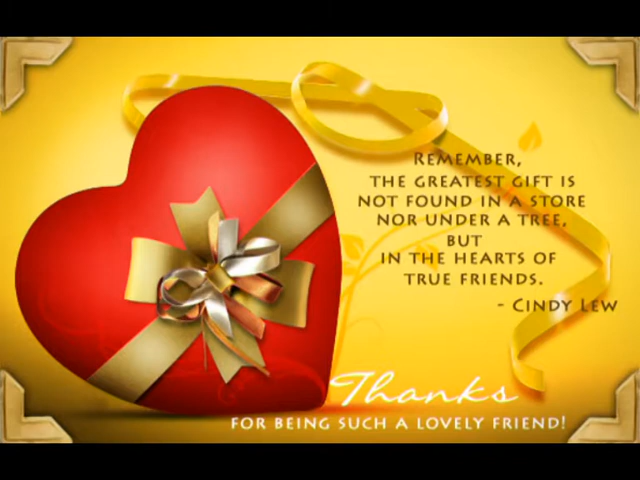 REMEMBER,
THE GREATEST GIFT IS
NOT FOUND IN A STORE
NOR UNDER A TREE,
BUT
IN THE HEARTS OF
TRUE FRIENDS.
- CINDY LEW
Thanks
FOR BEING SUCH A LOVELY FRIEND!